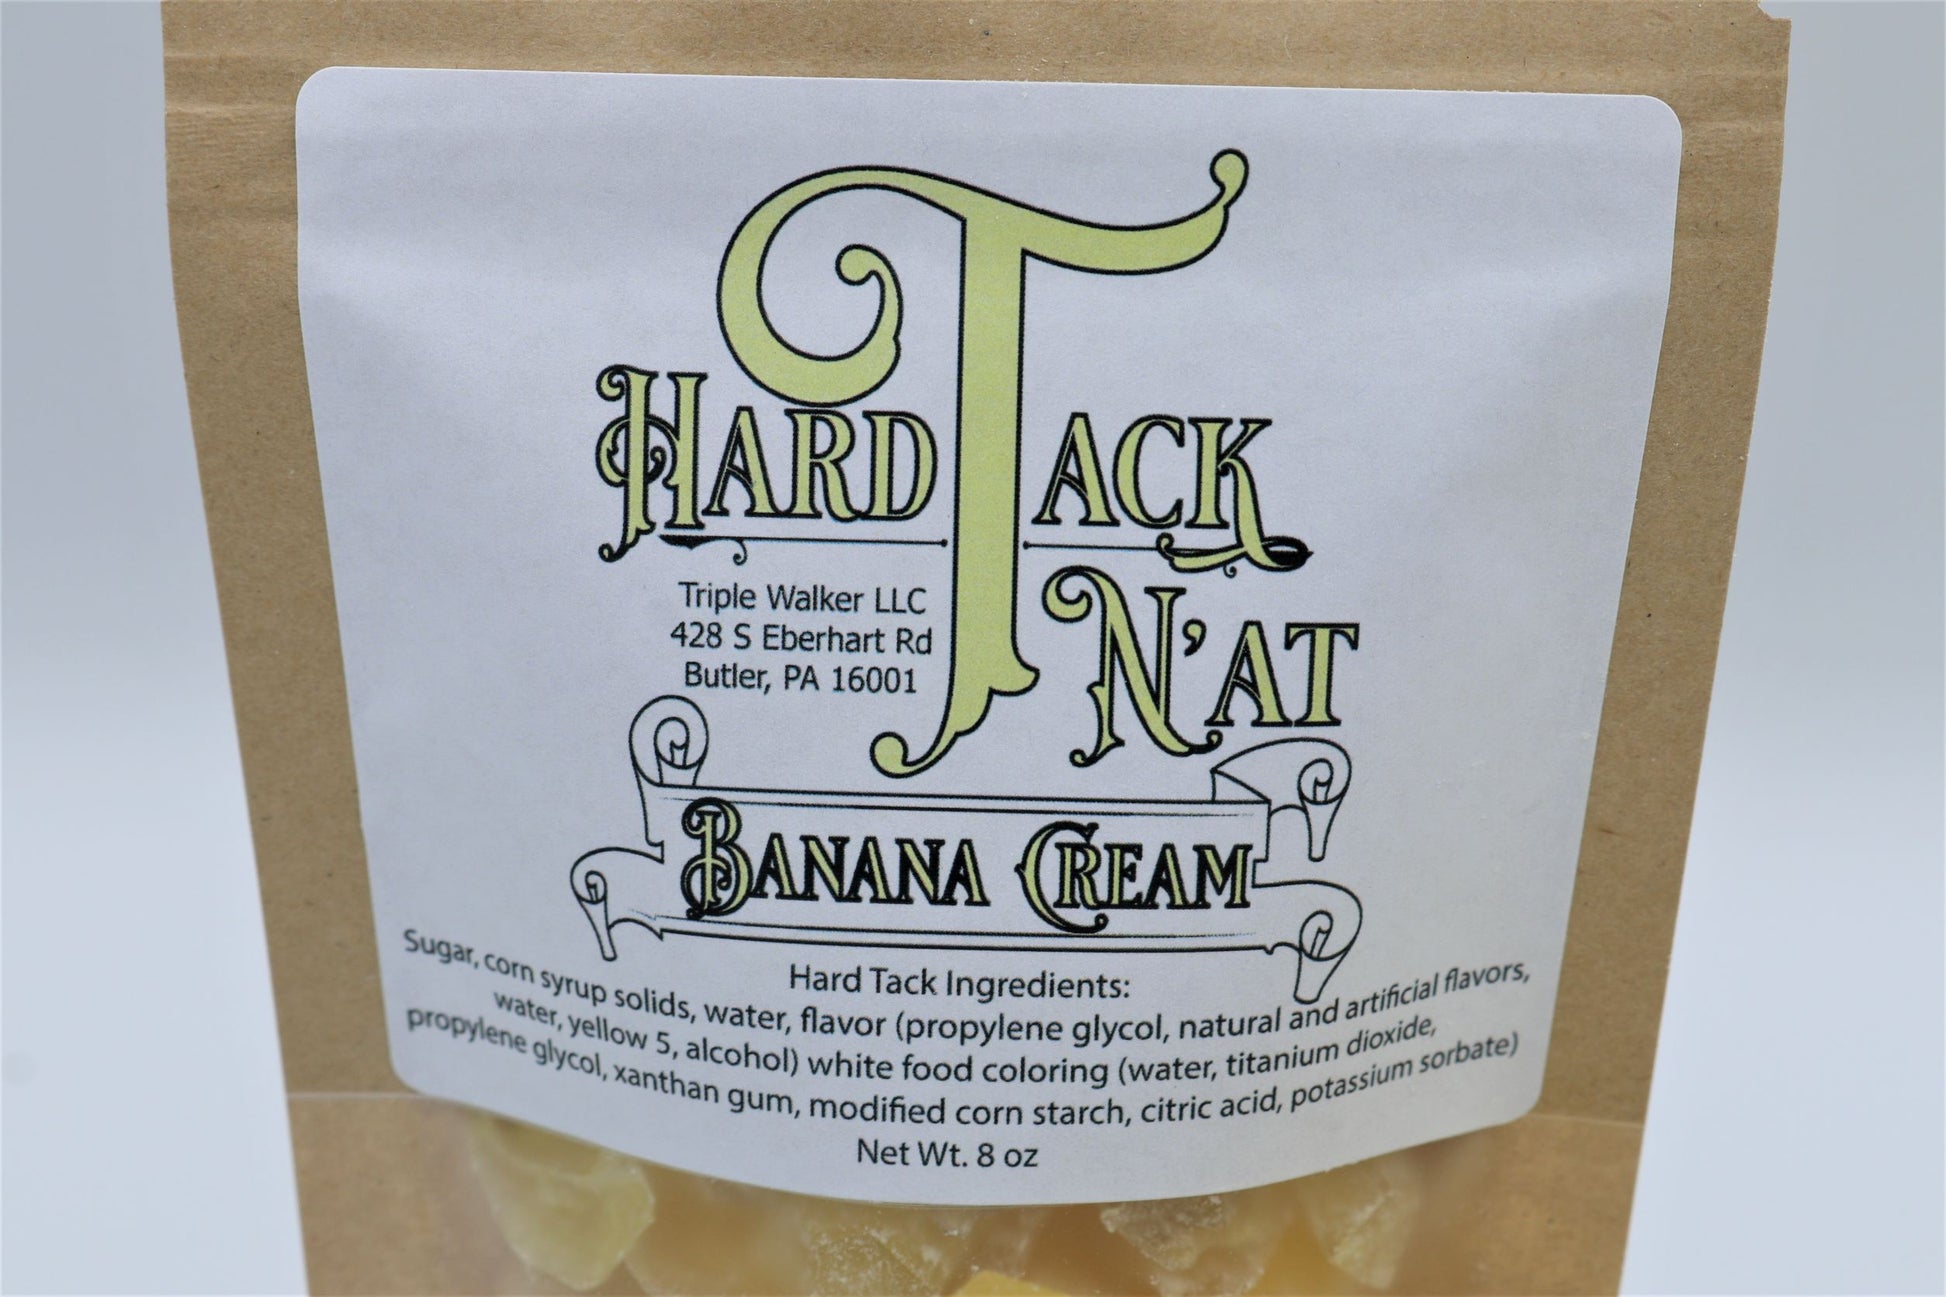 HARD TACK
N'AT
Triple Walker LLC
428 S Eberhart Rd
Butler, PA 16001
BANANA CREAM
Hard Tack Ingredients:
Sugar, corn syrup solids, water, flavor (propylene glycol, natural and artificial flavors,
water, yellow 5, alcohol) white food coloring (water, titanium dioxide,
propylene glycol, xanthan gum, modified corn starch, citric acid, potassium sorbate)
Net Wt. 8 oz